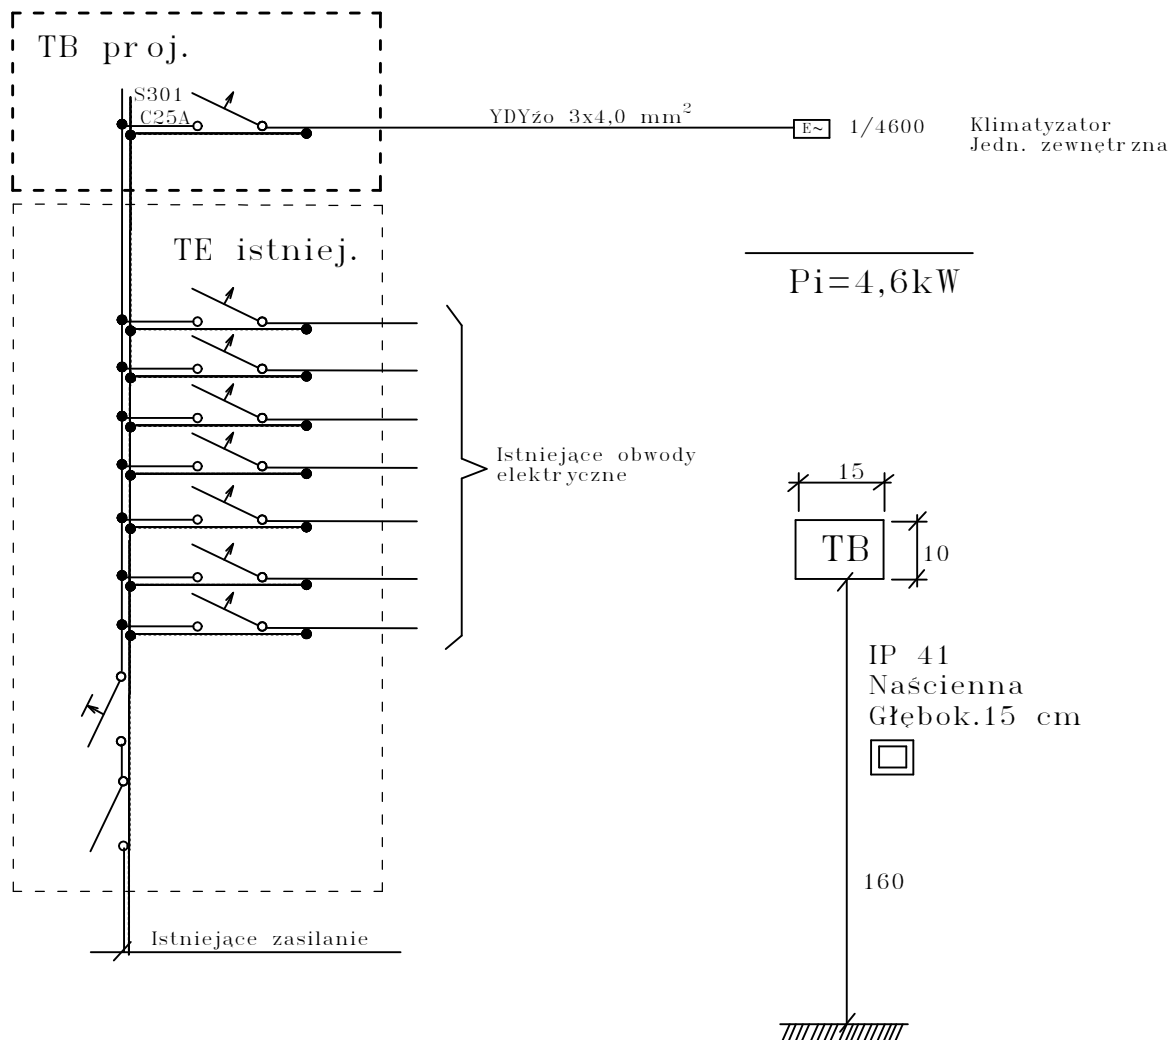 TB proj.
S301
C25A
YDYżo 3x4,0 mm²
E~
1/4600
Klimatyzator
Jedn. zewnętrzna
TE istniej.
Pi=4,6kW
Istniejące obwody
elektryczne
15
TB
10
IP 41
Naścienna
Głębok.15 cm
160
Istniejące zasilanie